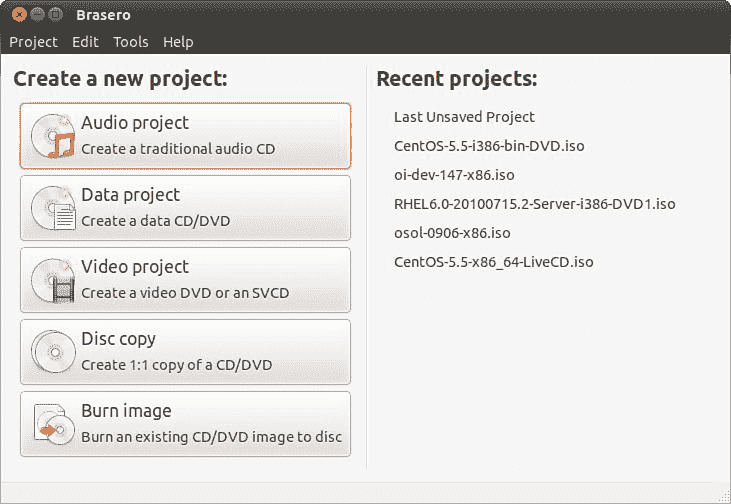 Brasero
Project Edit Tools Help
Create a new project:
Audio project
Create a traditional audio CD
Data project
Create a data CD/DVD
Video project
Create a video DVD or an SVCD
Disc copy
Create 1:1 copy of a CD/DVD
Burn image
Burn an existing CD/DVD image to disc
Recent projects:
Last Unsaved Project
CentOS-5.5-i386-bin-DVD.iso
oi-dev-147-x86.iso
RHEL6.0-20100715.2-Server-i386-DVD1.iso
osol-0906-x86.iso
CentOS-5.5-x86_64-LiveCD.iso